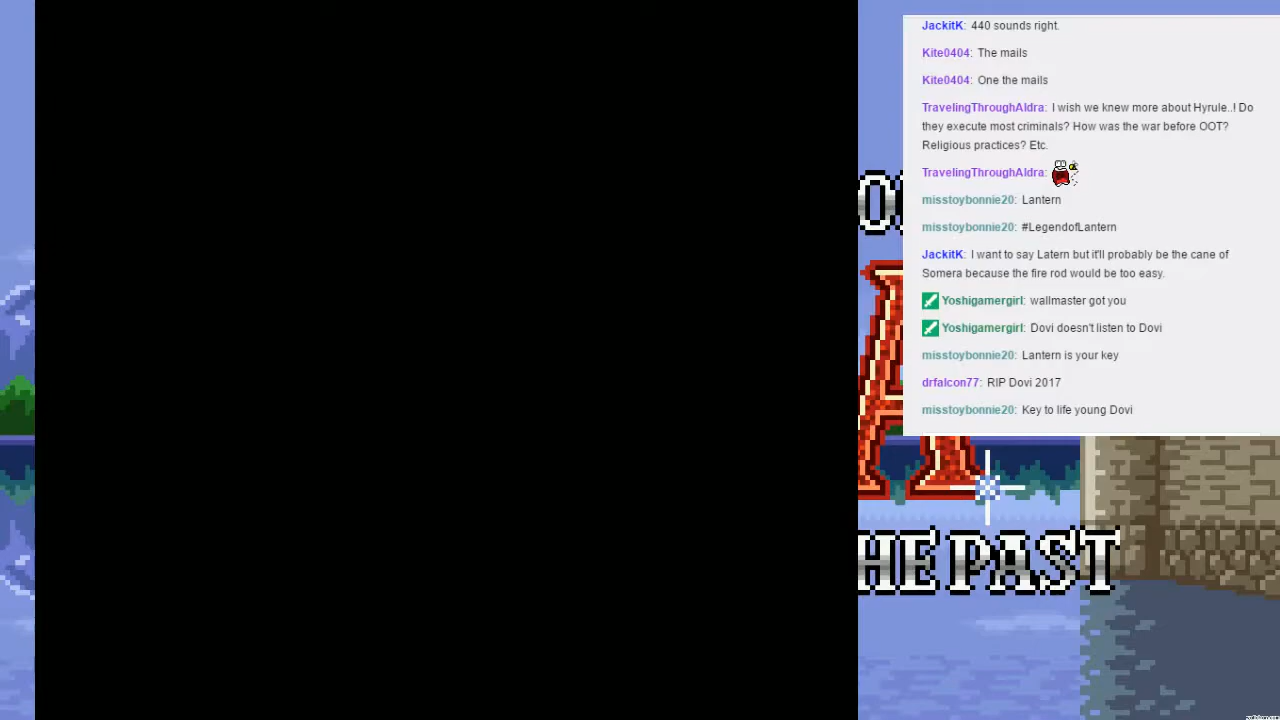 JackitK: 440 sounds right.
Kite0404: The mails
Kite0404: One the mails
TravelingThroughAldra: I wish we knew more about Hyrule..! Do
they execute most criminals? How was the war before OOT?
Religious practices? Etc.
TravelingThroughAldra:
misstoybonnie20: Lantern
misstoybonnie20: #LegendofLantern
JackitK: I want to say Latern but it'll probably be the cane of
Somera because the fire rod would be too easy.
Yoshigamergirl: wallmaster got you
Yoshigamergirl: Dovi doesn't listen to Dovi
misstoybonnie20: Lantern is your key
drfalcon77: RIP Dovi 2017
misstoybonnie20: Key to life young Dovi
HE PAST